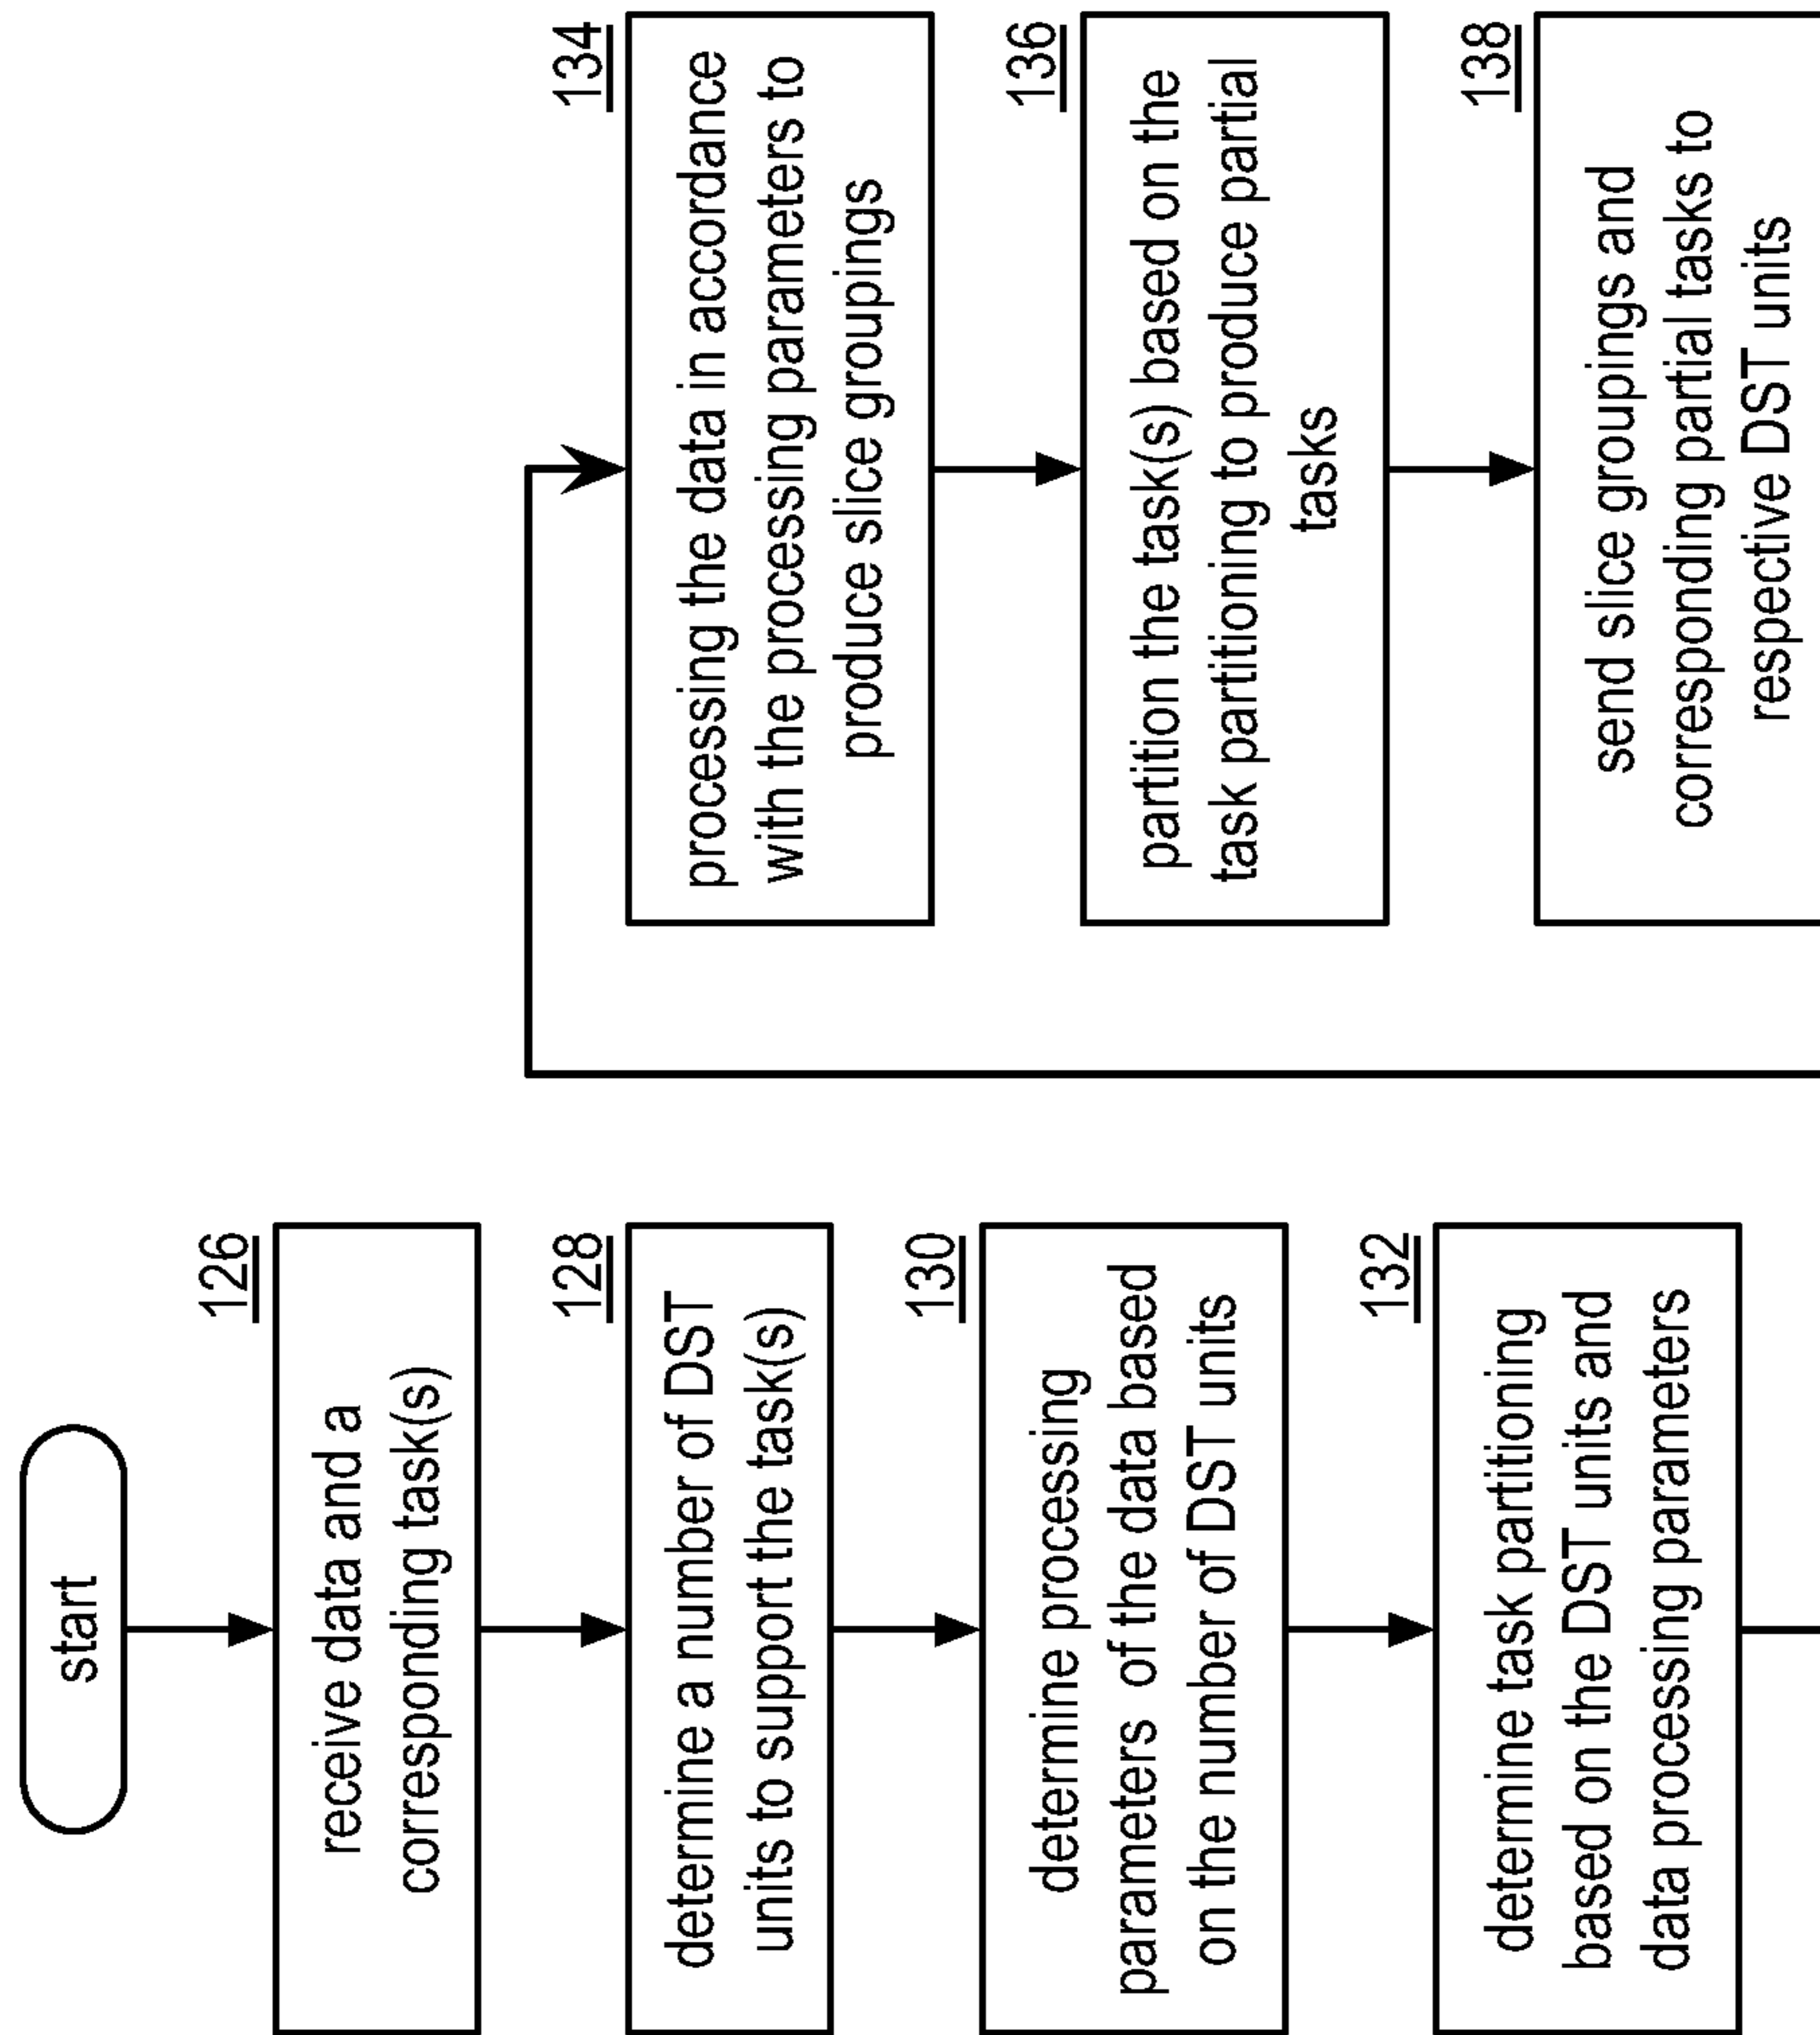 start
126
receive data and a
corresponding task(s)
128
determine a number of DST
units to support the task(s)
130
determine processing
parameters of the data based
on the number of DST units
132
determine task partitioning
based on the DST units and
data processing parameters
134
processing the data in accordance
with the processing parameters to
produce slice groupings
136
partition the task(s) based on the
task partitioning to produce partial
tasks
138
send slice groupings and
corresponding partial tasks to
respective DST units